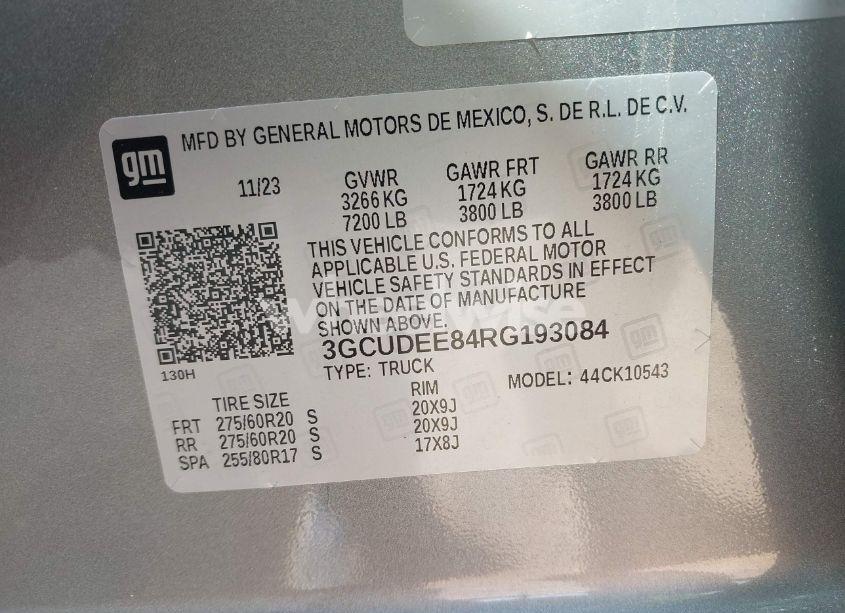 gm
MFD BY GENERAL MOTORS DE MEXICO, S. DE R.L. DE C.V.
11/23 GVWR GAWR FRT GAWR RR
3266 KG 1724 KG 1724 KG
7200 LB 3800 LB 3800 LB
THIS VEHICLE CONFORMS TO ALL
APPLICABLE U.S. FEDERAL MOTOR
VEHICLE SAFETY STANDARDS IN EFFECT
ON THE DATE OF MANUFACTURE
SHOWN ABOVE.
3GCUDEE84RG193084
130H
TYPE: TRUCK MODEL: 44CK10543
TIRE SIZE RIM
FRT 275/60R20 S 20X9J
RR 275/60R20 S 20X9J
SPA 255/80R17 S 17X8J